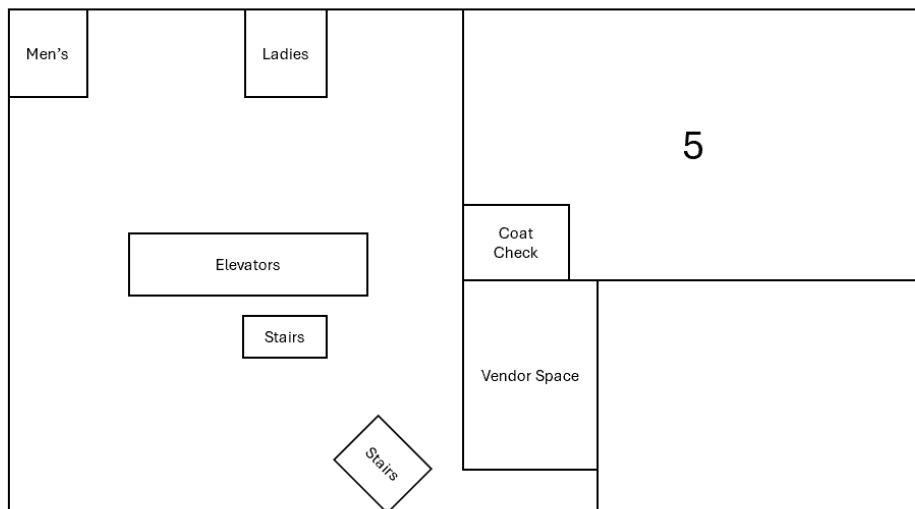 Men’s
Ladies
5
Coat
Check
Elevators
Stairs
Vendor Space
Stairs